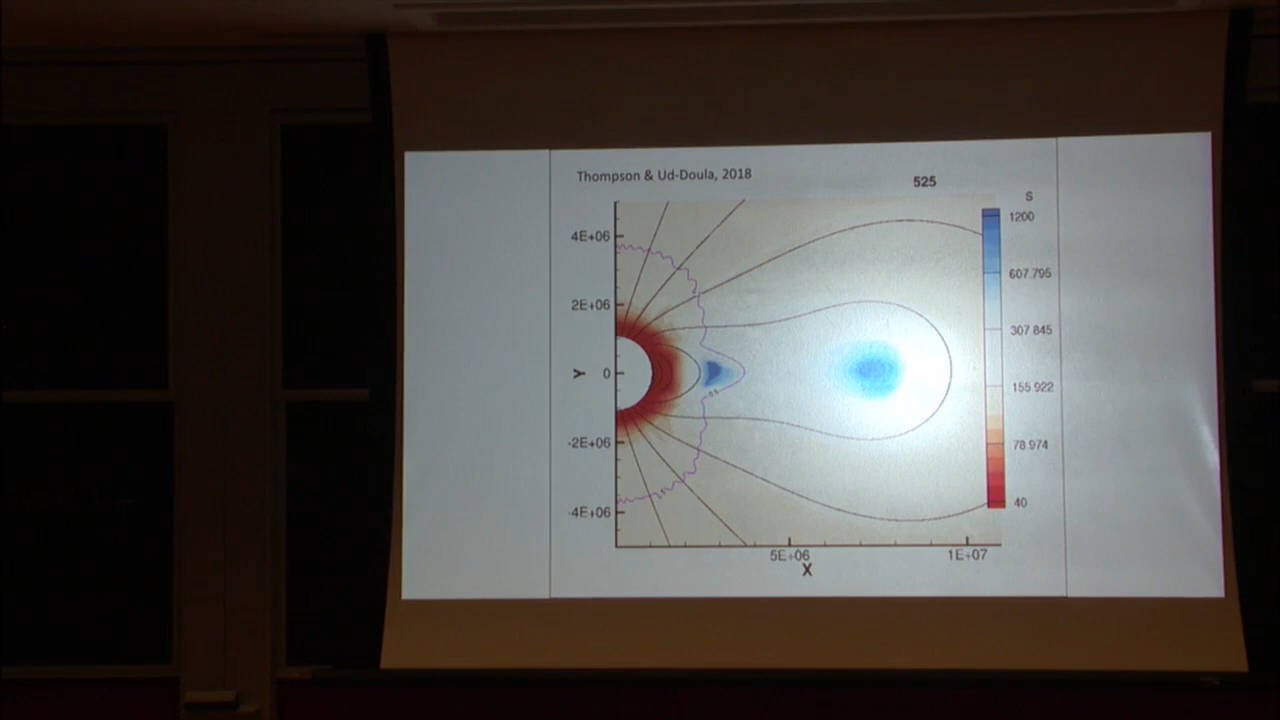 Thompson & Ud-Doula, 2018
525
S
1200
607.795
307.845
155.922
78.974
40
4E+06
2E+06
0
-2E+06
-4E+06
Y
5E+06
1E+07
X